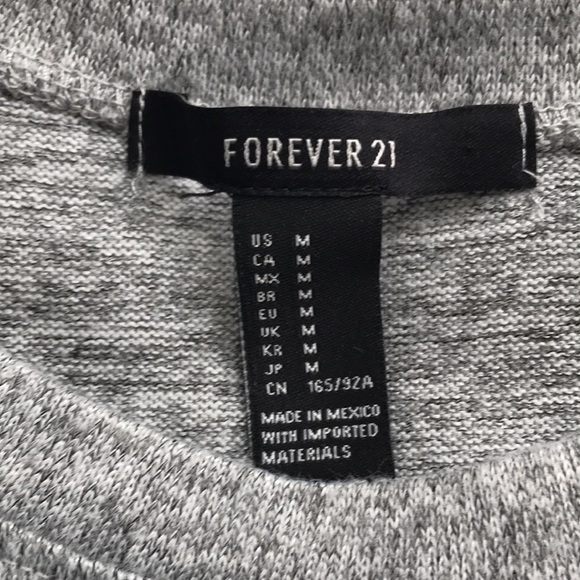 FOREVER 21
US M
CA M
MX M
BR M
EU M
UK M
KR M
JP M
CN 165/92A
MADE IN MEXICO
WITH IMPORTED
MATERIALS